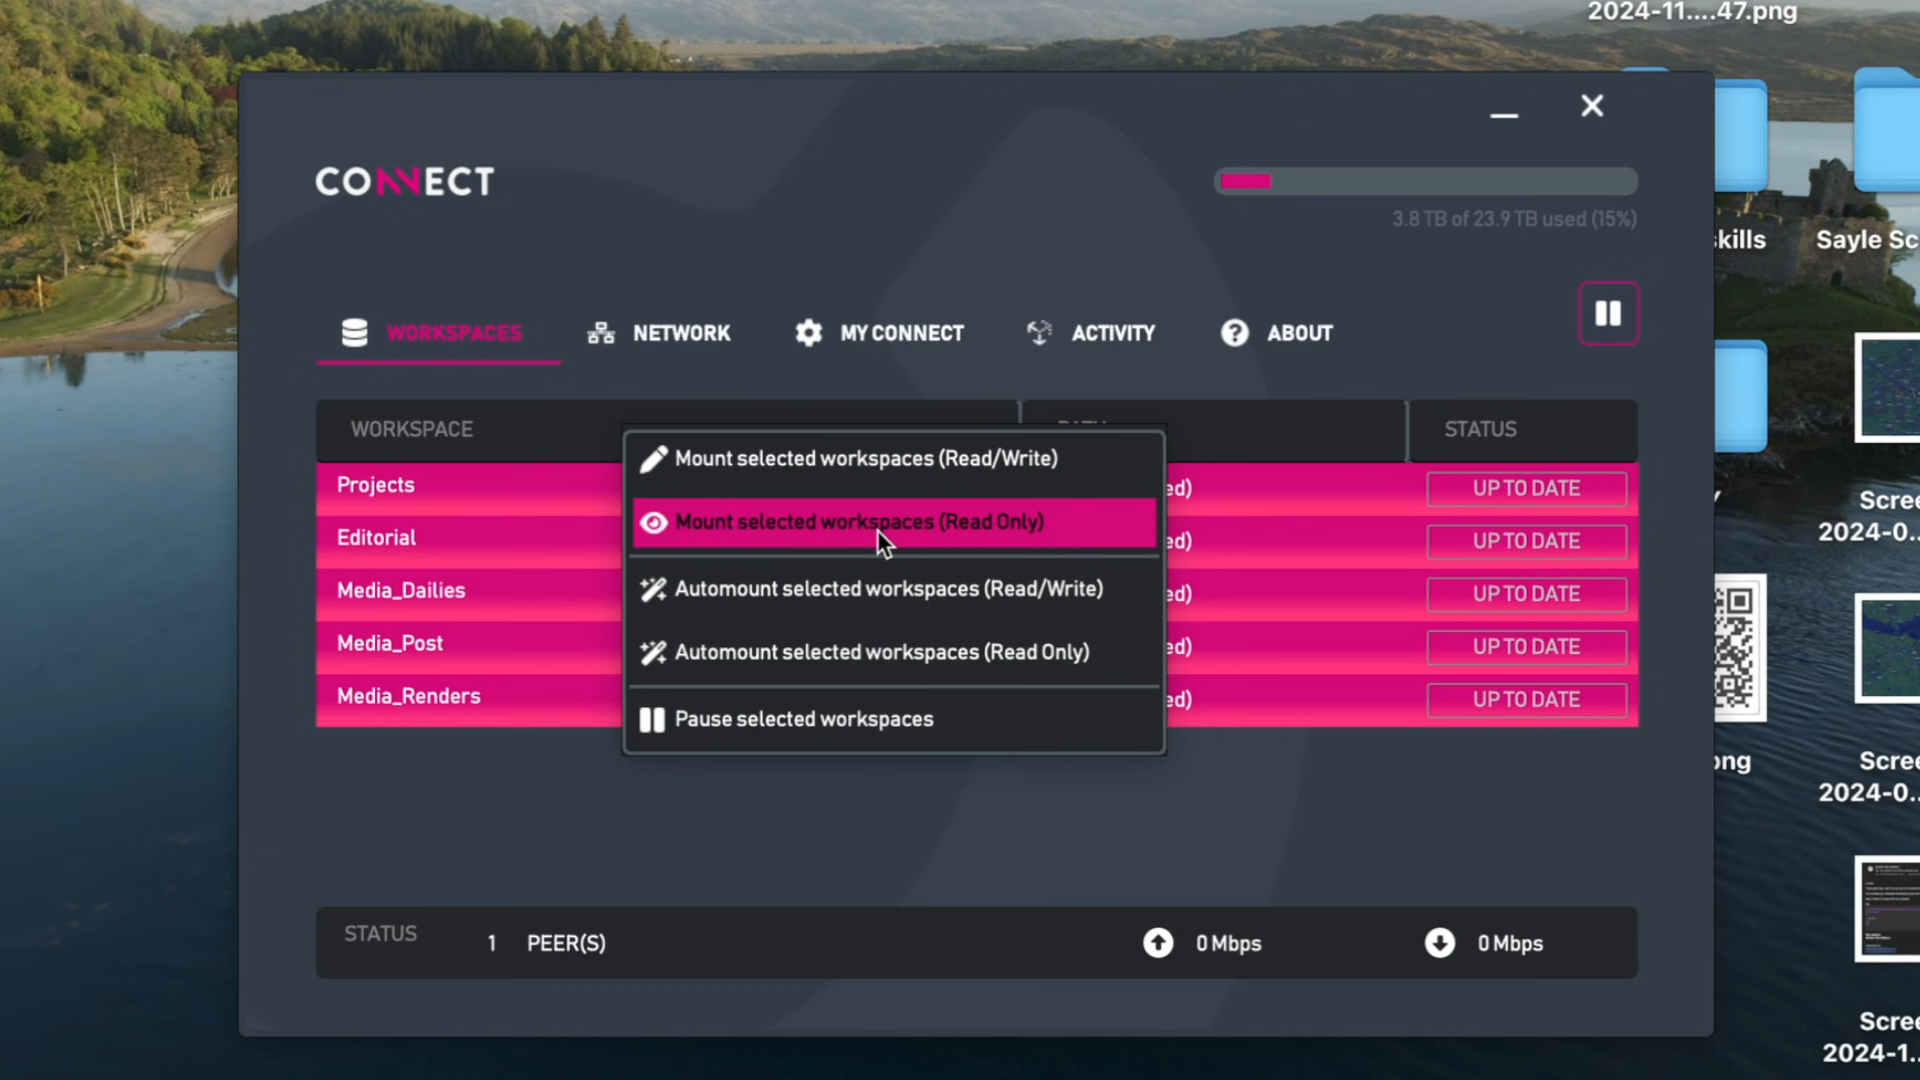 2024-11....47.png
CONNECT
3.8 TB of 23.9 TB used (15%)
skills
Sayle Sc
WORKSPACES
NETWORK
MY CONNECT
ACTIVITY
ABOUT
WORKSPACE
STATUS
Mount selected workspaces (Read/Write)
Mount selected workspaces (Read Only)
Automount selected workspaces (Read/Write)
Automount selected workspaces (Read Only)
Pause selected workspaces
Projects
ed)
UP TO DATE
Editorial
ed)
UP TO DATE
Media_Dailies
ed)
UP TO DATE
Media_Post
ed)
UP TO DATE
Media_Renders
ed)
UP TO DATE
Scree
2024-0..
png
Scree
2024-0..
STATUS
1 PEER(S)
0 Mbps
0 Mbps
Scree
2024-1..